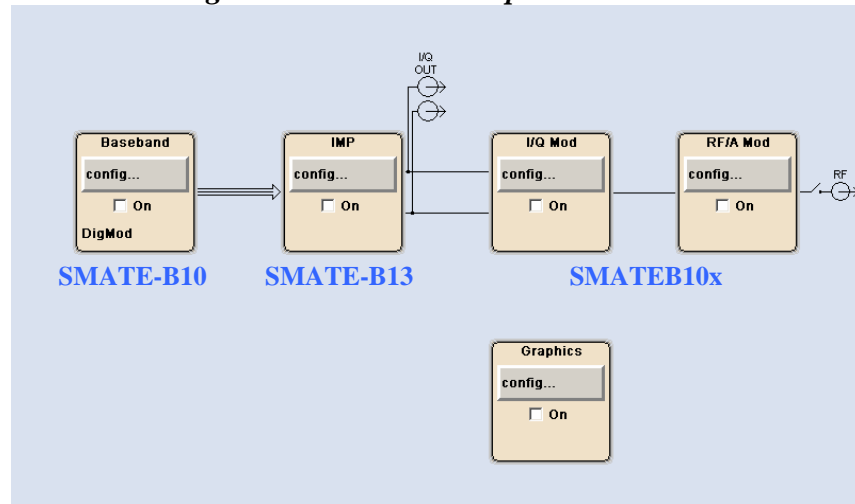 I/Q
OUT
Baseband
config...
On
DigMod
IMP
config...
On
I/Q Mod
config...
On
RF/A Mod
config...
On
RF
SMATE-B10
SMATE-B13
SMATEB10x
Graphics
config...
On